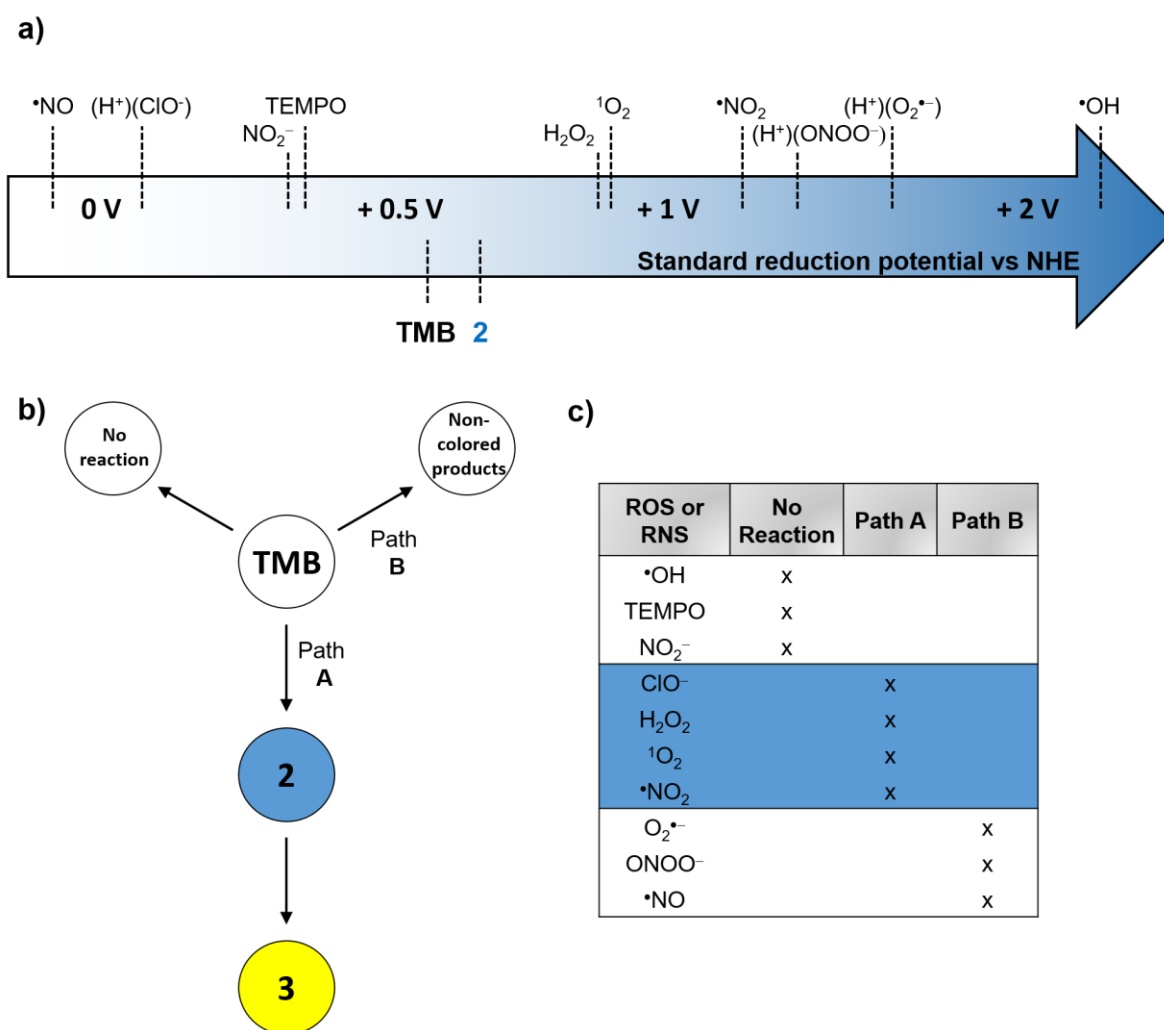 a)
•NO (H⁺)(ClO⁻) TEMPO ¹O₂ •NO₂ (H⁺)(O₂•⁻) •OH
NO₂⁻ H₂O₂ (H⁺)(ONOO⁻)
0 V + 0.5 V + 1 V + 2 V
Standard reduction potential vs NHE
TMB 2
b)
No
reaction
Non-
colored
products
TMB
Path
B
Path
A
2
3
c)
ROS or
RNS
No
Reaction
Path A
Path B
•OH x
TEMPO x
NO₂⁻ x
ClO⁻ x
H₂O₂ x
¹O₂ x
•NO₂ x
O₂•⁻ x
ONOO⁻ x
•NO x